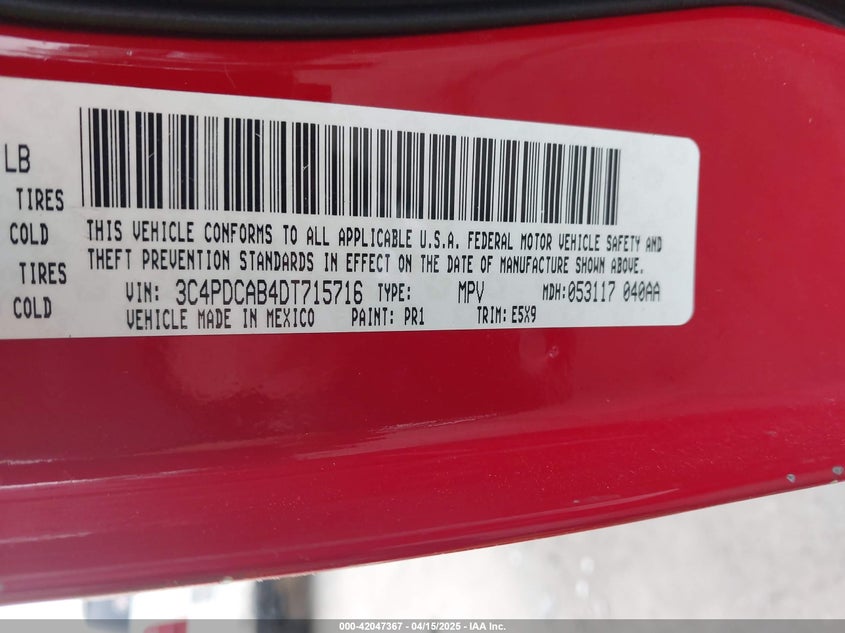 LB
TIRES
COLD
TIRES
COLD
THIS VEHICLE CONFORMS TO ALL APPLICABLE U.S.A. FEDERAL MOTOR VEHICLE SAFETY AND
THEFT PREVENTION STANDARDS IN EFFECT ON THE DATE OF MANUFACTURE SHOWN ABOVE.
VIN: 3C4PDCAB4DT715716 TYPE: MPV MDH:053117 040AA
VEHICLE MADE IN MEXICO PAINT: PR1 TRIM: E5X9
000-42047367 - 04/15/2025 - IAA Inc.